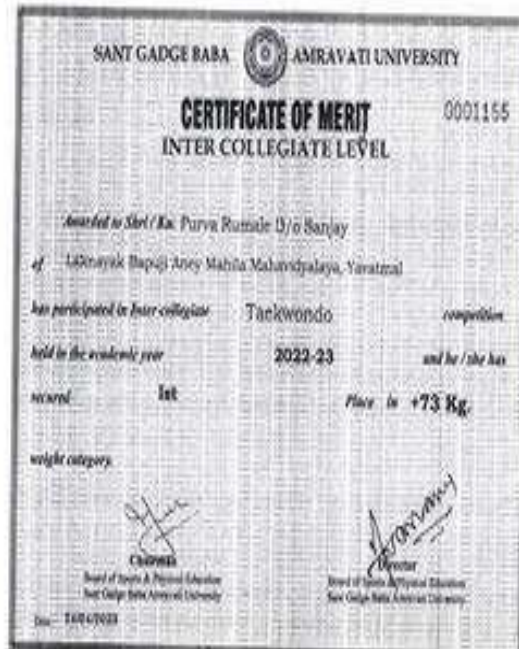 SANT GADGE BABA AMRAVATI UNIVERSITY
CERTIFICATE OF MERIT 0001155
INTER COLLEGIATE LEVEL
Awarded to Shri / Ku. Purva Rumale D/o Sanjay
of Loknayak Bapuji Aney Mahila Mahavidyalaya, Yavatmal
has participated in Inter-collegiate Taekwondo competition
held in the academic year 2022-23 and he / she has
secured Ist Place in +73 Kg.
weight category.
Chairman Director
Board of Sports & Physical Education Board of Sports & Physical Education
Sant Gadge Baba Amravati University Sant Gadge Baba Amravati University